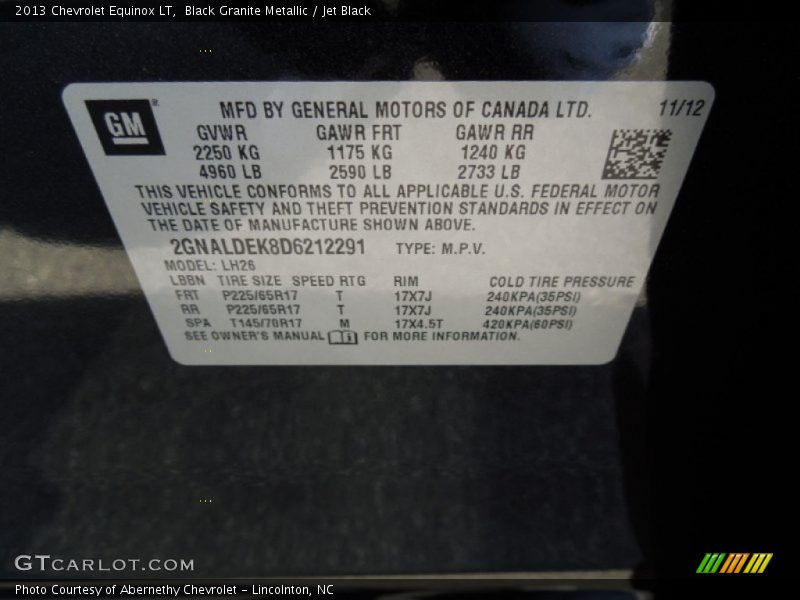 2013 Chevrolet Equinox LT, Black Granite Metallic / Jet Black
GM
MFD BY GENERAL MOTORS OF CANADA LTD. 11/12
GVWR GAWR FRT GAWR RR
2250 KG 1175 KG 1240 KG
4960 LB 2590 LB 2733 LB
THIS VEHICLE CONFORMS TO ALL APPLICABLE U.S. FEDERAL MOTOR
VEHICLE SAFETY AND THEFT PREVENTION STANDARDS IN EFFECT ON
THE DATE OF MANUFACTURE SHOWN ABOVE.
2GNALDEK8D6212291 TYPE: M.P.V.
MODEL: LH26
LBBN TIRE SIZE SPEED RTG RIM COLD TIRE PRESSURE
FRT P225/65R17 T 17X7J 240KPA(35PSI)
RR P225/65R17 T 17X7J 240KPA(35PSI)
SPA T145/70R17 M 17X4.5T 420KPA(60PSI)
SEE OWNER'S MANUAL FOR MORE INFORMATION.
GTCARLOT.COM
Photo Courtesy of Abernethy Chevrolet - Lincolnton, NC